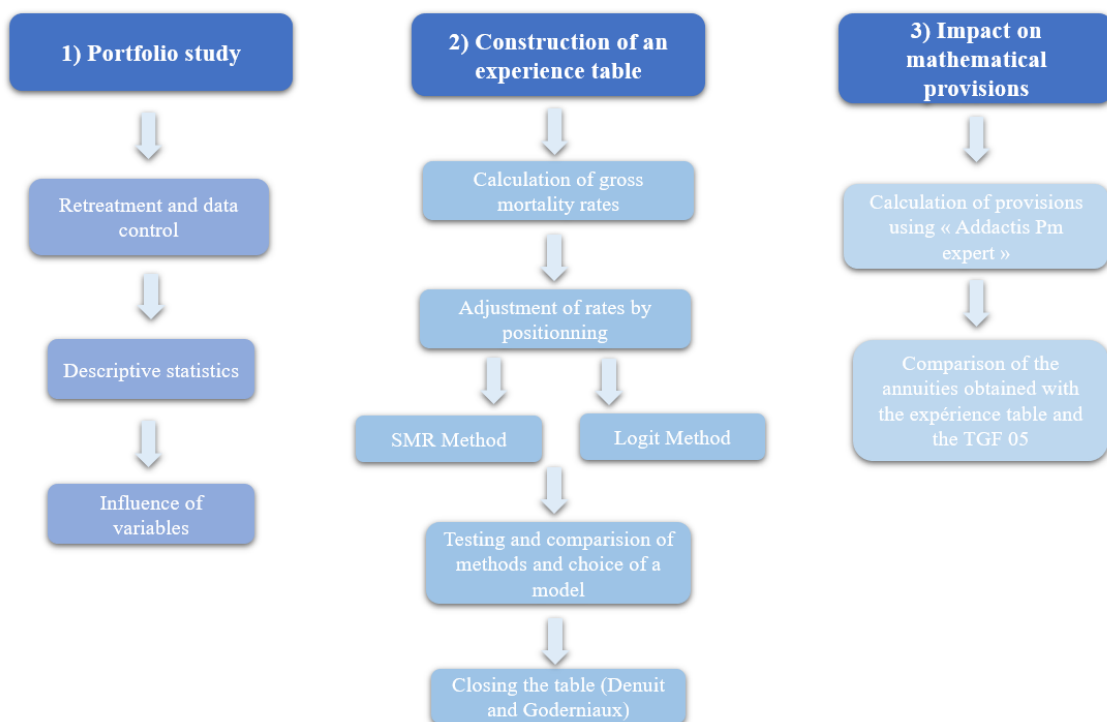 1) Portfolio study
Retreatment and data
control
Descriptive statistics
Influence of
variables
2) Construction of an
experience table
Calculation of gross
mortality rates
Adjustment of rates by
positionning
SMR Method
Logit Method
Testing and comparision of
methods and choice of a
model
Closing the table (Denuit
and Goderniaux)
3) Impact on
mathematical
provisions
Calculation of provisions
using « Addactis Pm
expert »
Comparison of the
annuities obtained with
the expérience table and
the TGF 05